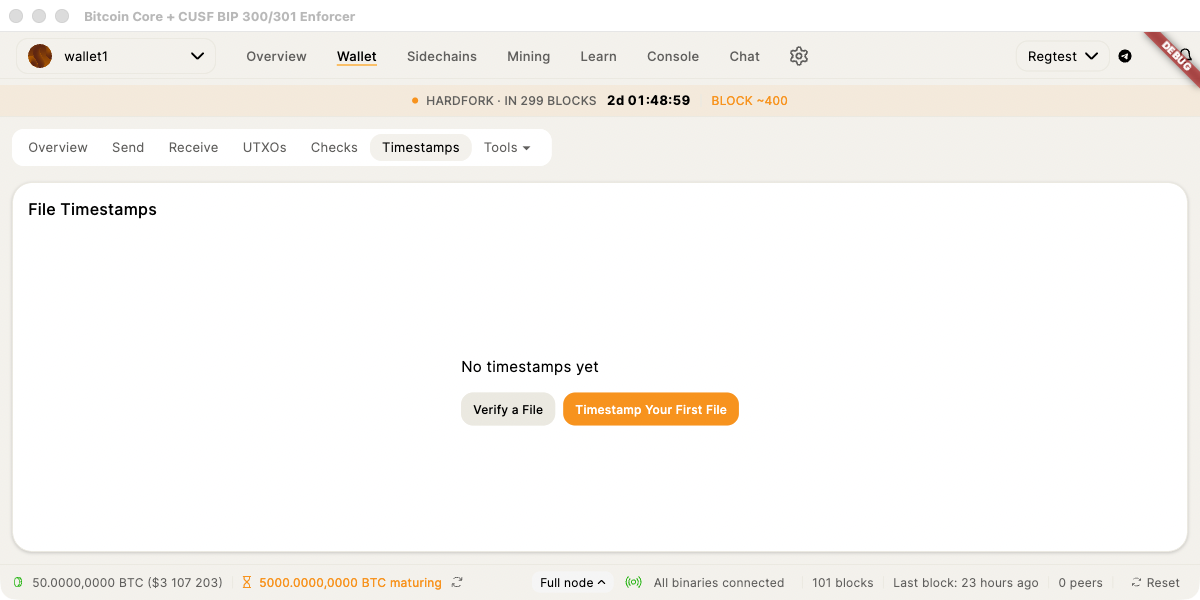 Bitcoin Core + CUSF BIP 300/301 Enforcer
wallet1 Overview Wallet Sidechains Mining Learn Console Chat Regtest DEBUG
HARDFORK · IN 299 BLOCKS 2d 01:48:59 BLOCK ~400
Overview Send Receive UTXOs Checks Timestamps Tools
File Timestamps
No timestamps yet
Verify a File Timestamp Your First File
50.0000,0000 BTC ($3 107 203) 5000.0000,0000 BTC maturing Full node All binaries connected 101 blocks Last block: 23 hours ago 0 peers Reset